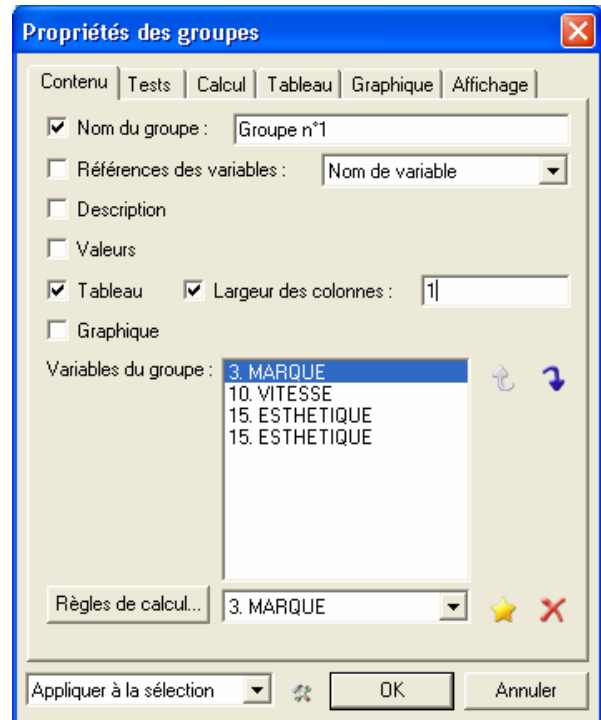 Propriétés des groupes
Contenu Tests Calcul Tableau Graphique Affichage
Nom du groupe : Groupe n°1
Références des variables : Nom de variable
Description
Valeurs
Tableau Largeur des colonnes : 1
Graphique
Variables du groupe : 3. MARQUE
10. VITESSE
15. ESTHETIQUE
15. ESTHETIQUE
Règles de calcul... 3. MARQUE
Appliquer à la sélection OK Annuler